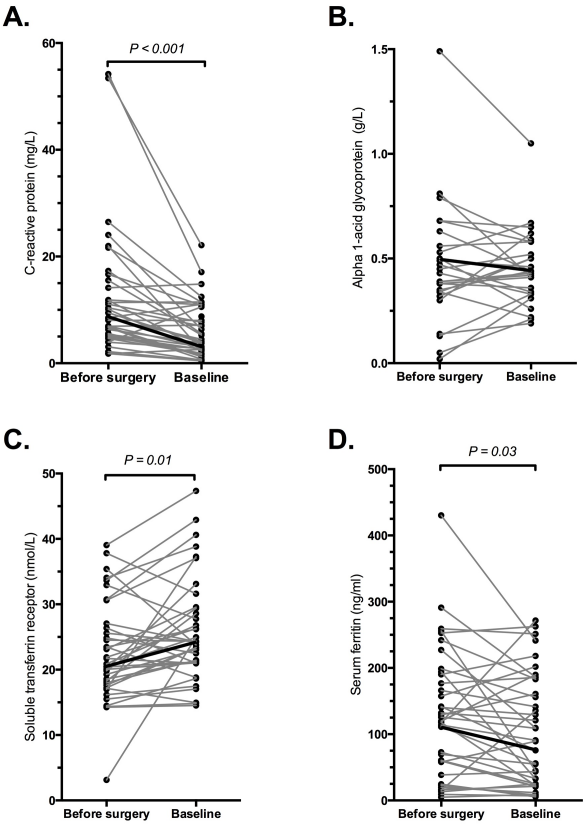 A.
P < 0.001
C-reactive protein (mg/L)
60
40
20
0
Before surgery
Baseline
B.
Alpha 1-acid glycoprotein (g/L)
1.5
1.0
0.5
0.0
Before surgery
Baseline
C.
P = 0.01
Soluble transferrin receptor (nmol/L)
50
40
30
20
10
0
Before surgery
Baseline
D.
P = 0.03
Serum ferritin (ng/ml)
500
400
300
200
100
0
Before surgery
Baseline